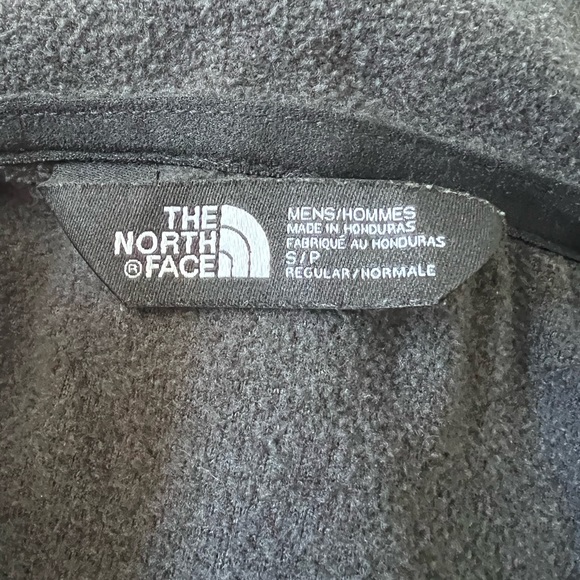 THE
NORTH
® FACE
MENS/HOMMES
MADE IN HONDURAS
FABRIQUÉ AU HONDURAS
S/P
REGULAR/NORMALE